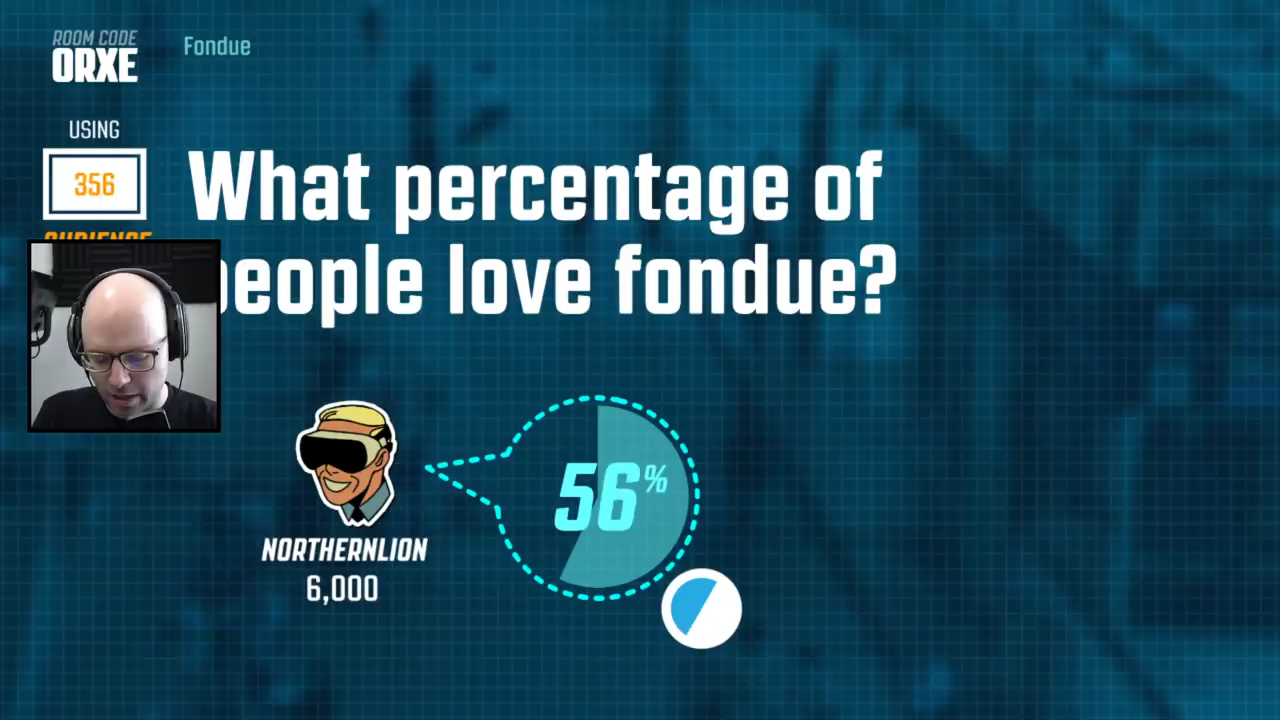 ROOM CODE
ORXE
Fondue
USING
356
What percentage of
people love fondue?
56%
NORTHERNLION
6,000